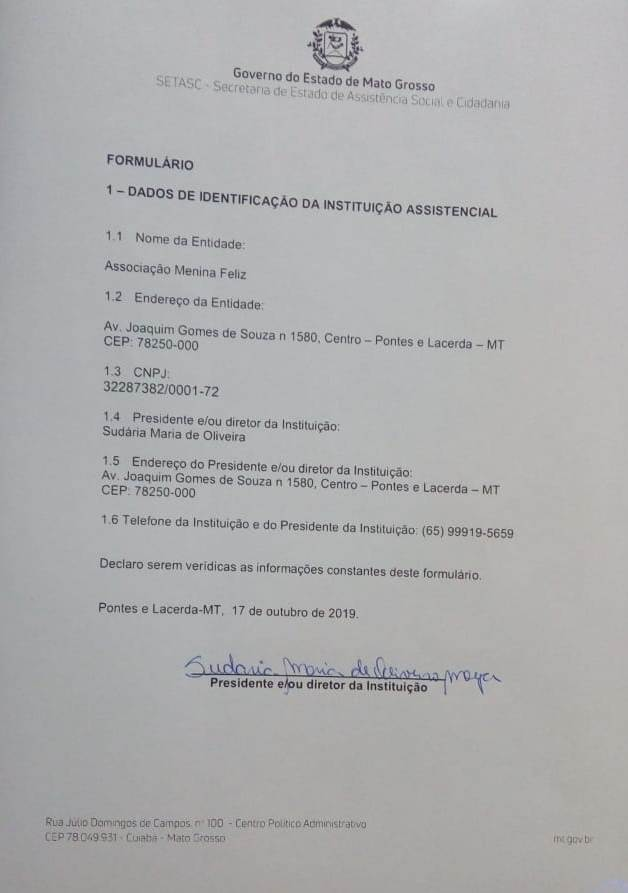 Governo do Estado de Mato Grosso
SETASC - Secretaria de Estado de Assistência Social e Cidadania
FORMULÁRIO
1 – DADOS DE IDENTIFICAÇÃO DA INSTITUIÇÃO ASSISTENCIAL
1.1 Nome da Entidade:
Associação Menina Feliz
1.2 Endereço da Entidade:
Av. Joaquim Gomes de Souza n 1580, Centro – Pontes e Lacerda – MT
CEP: 78250-000
1.3 CNPJ:
32287382/0001-72
1.4 Presidente e/ou diretor da Instituição:
Sudária Maria de Oliveira
1.5 Endereço do Presidente e/ou diretor da Instituição:
Av. Joaquim Gomes de Souza n 1580, Centro – Pontes e Lacerda – MT
CEP: 78250-000
1.6 Telefone da Instituição e do Presidente da Instituição: (65) 99919-5659
Declaro serem verídicas as informações constantes deste formulário.
Pontes e Lacerda-MT, 17 de outubro de 2019.
Sudaria Maria de Oliveira
Presidente e/ou diretor da Instituição
Rua Júlio Domingos de Campos, nº 100 - Centro Político Administrativo
CEP 78.049.931 - Cuiabá - Mato Grosso
mt.gov.br